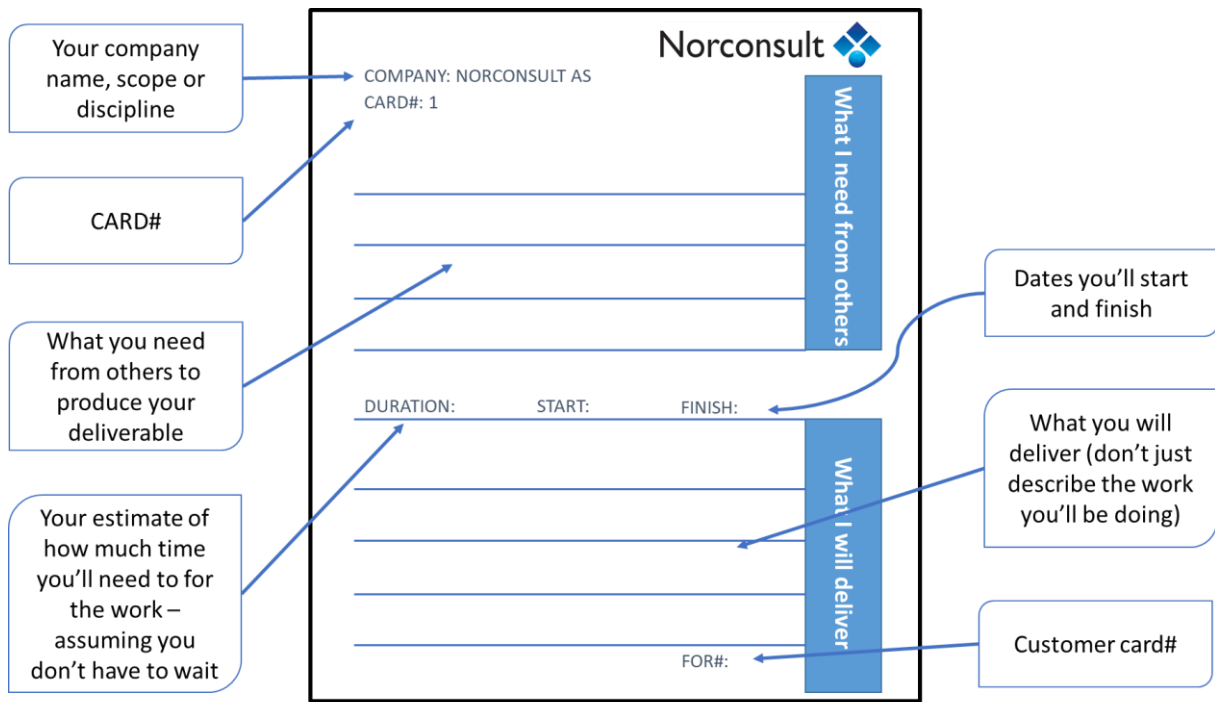 Your company
name, scope or
discipline
CARD#
What you need
from others to
produce your
deliverable
Your estimate of
how much time
you'll need to for
the work –
assuming you
don't have to wait
Norconsult
COMPANY: NORCONSULT AS
CARD#: 1
What I need from others
DURATION: START: FINISH:
What I will deliver
FOR#:
Dates you'll start
and finish
What you will
deliver (don't just
describe the work
you'll be doing)
Customer card#